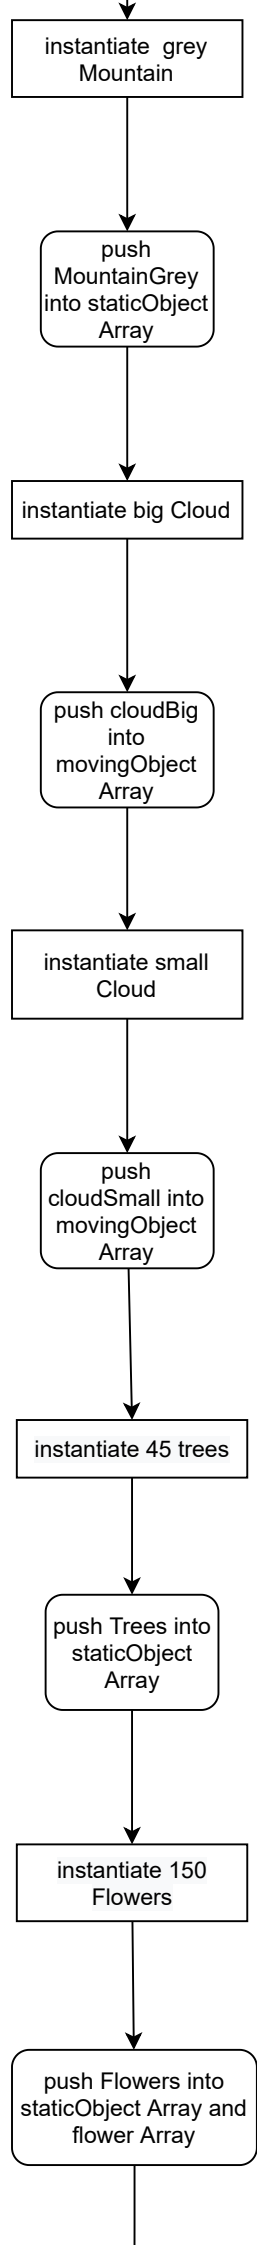 instantiate  grey
Mountain
push
MountainGrey
into staticObject
Array
instantiate big Cloud
push cloudBig
into
movingObject
Array
instantiate small
Cloud
push
cloudSmall into
movingObject
Array
instantiate 45 trees
push Trees into
staticObject
Array
instantiate 150
Flowers
push Flowers into
staticObject Array and
flower Array